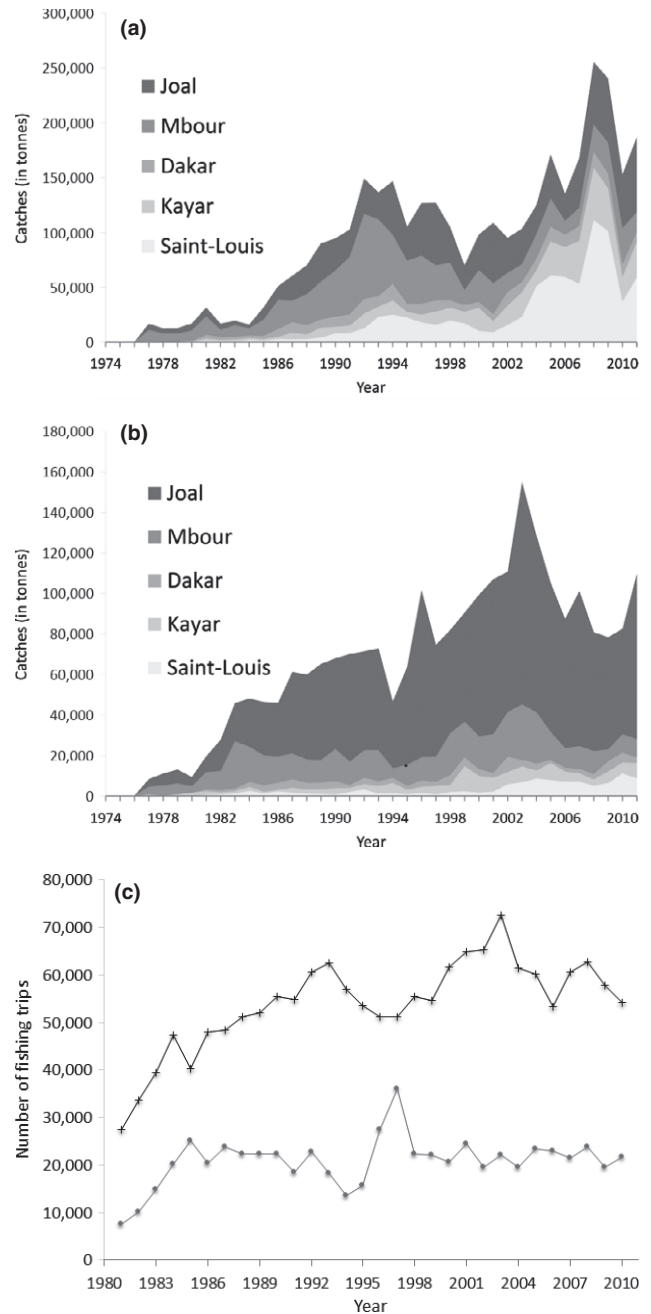 (a)
300,000
250,000
200,000
150,000
100,000
50,000
0
Catches (in tonnes)
Joal
Mbour
Dakar
Kayar
Saint-Louis
1974 1978 1982 1986 1990 1994 1998 2002 2006 2010
Year
(b)
180,000
160,000
140,000
120,000
100,000
80,000
60,000
40,000
20,000
0
Catches (in tonnes)
Joal
Mbour
Dakar
Kayar
Saint-Louis
1974 1978 1982 1986 1990 1994 1998 2002 2006 2010
Year
(c)
80,000
70,000
60,000
50,000
40,000
30,000
20,000
10,000
0
Number of fishing trips
1980 1983 1986 1989 1992 1995 1998 2001 2004 2007 2010
Year